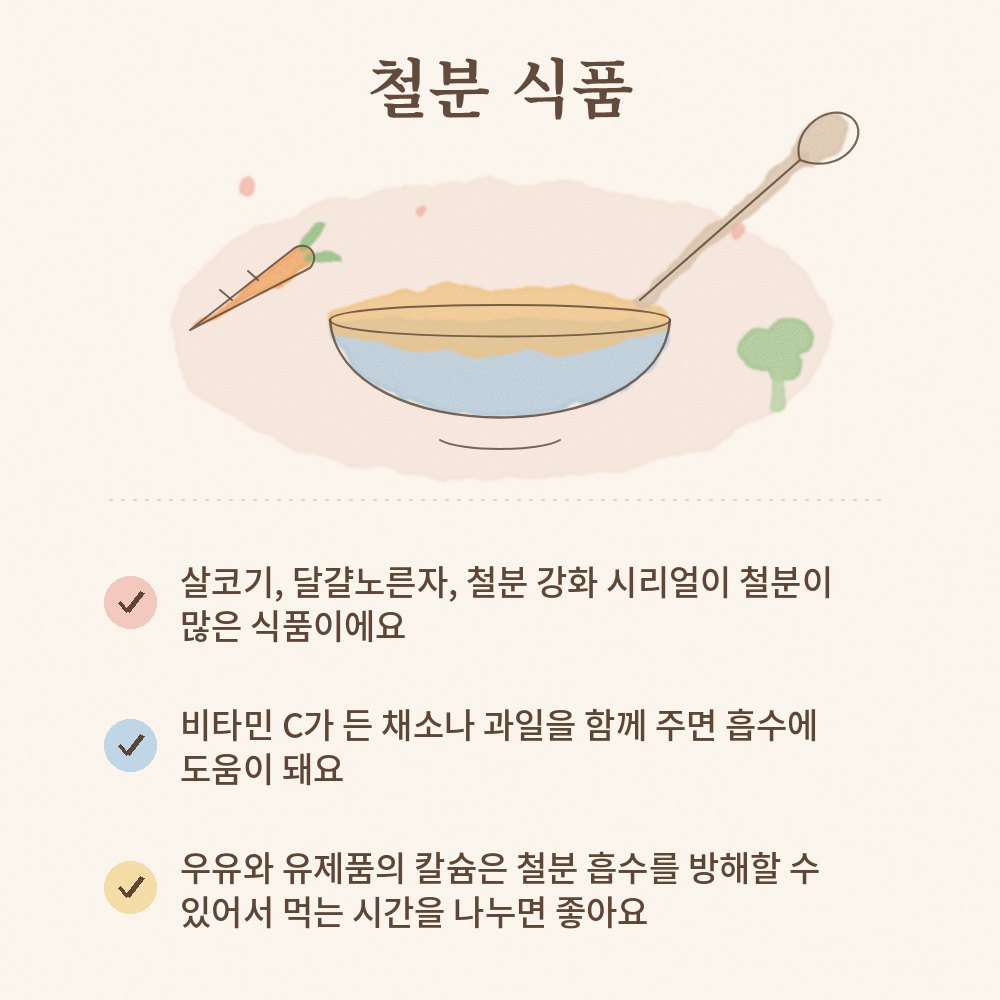 철분 식품
살코기, 달걀노른자, 철분 강화 시리얼이 철분이
많은 식품이에요
비타민 C가 든 채소나 과일을 함께 주면 흡수에
도움이 돼요
우유와 유제품의 칼슘은 철분 흡수를 방해할 수
있어서 먹는 시간을 나누면 좋아요